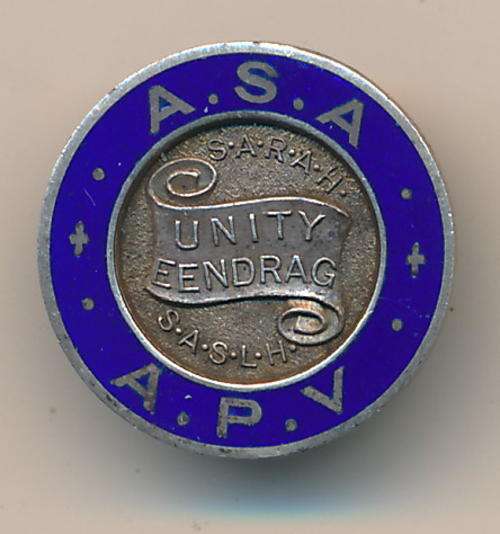 A.S.A
S·A·R·A·H·
UNITY
EENDRAG
S·A·S·L·H·
A.P.V